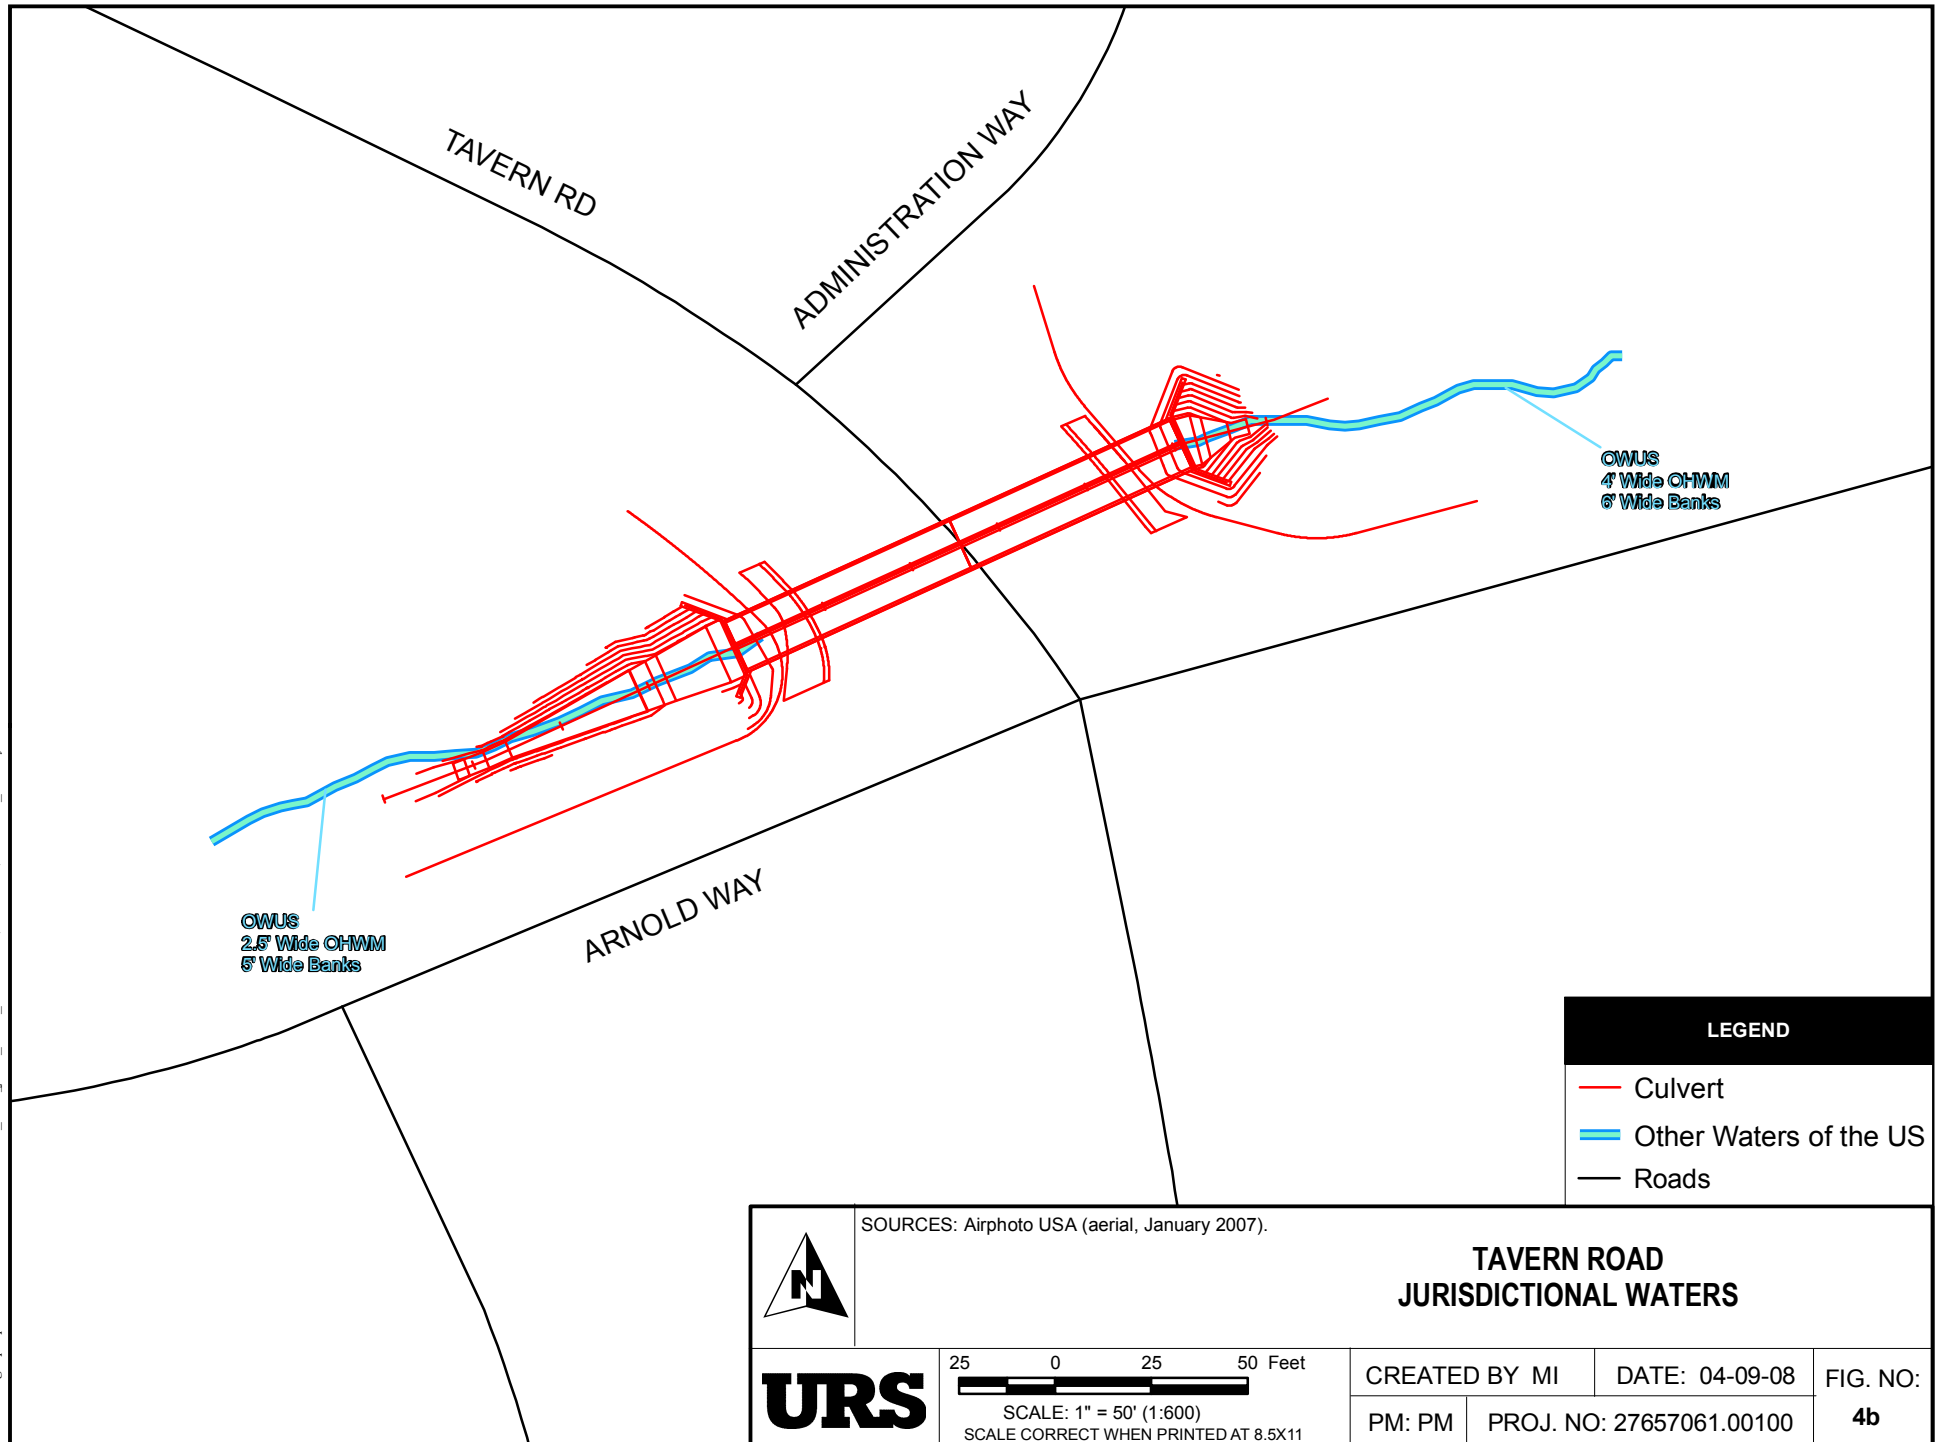 TAVERN RD
ADMINISTRATION WAY
OWUS
4' Wide OHWM
6' Wide Banks
OWUS
2.5' Wide OHWM
5' Wide Banks
ARNOLD WAY
LEGEND
Culvert
Other Waters of the US
Roads
SOURCES: Airphoto USA (aerial, January 2007).
N
TAVERN ROAD
JURISDICTIONAL WATERS
URS
25 0 25 50 Feet
SCALE: 1" = 50' (1:600)
SCALE CORRECT WHEN PRINTED AT 8.5X11
CREATED BY MI
DATE: 04-09-08
FIG. NO:
4b
PM: PM
PROJ. NO: 27657061.00100